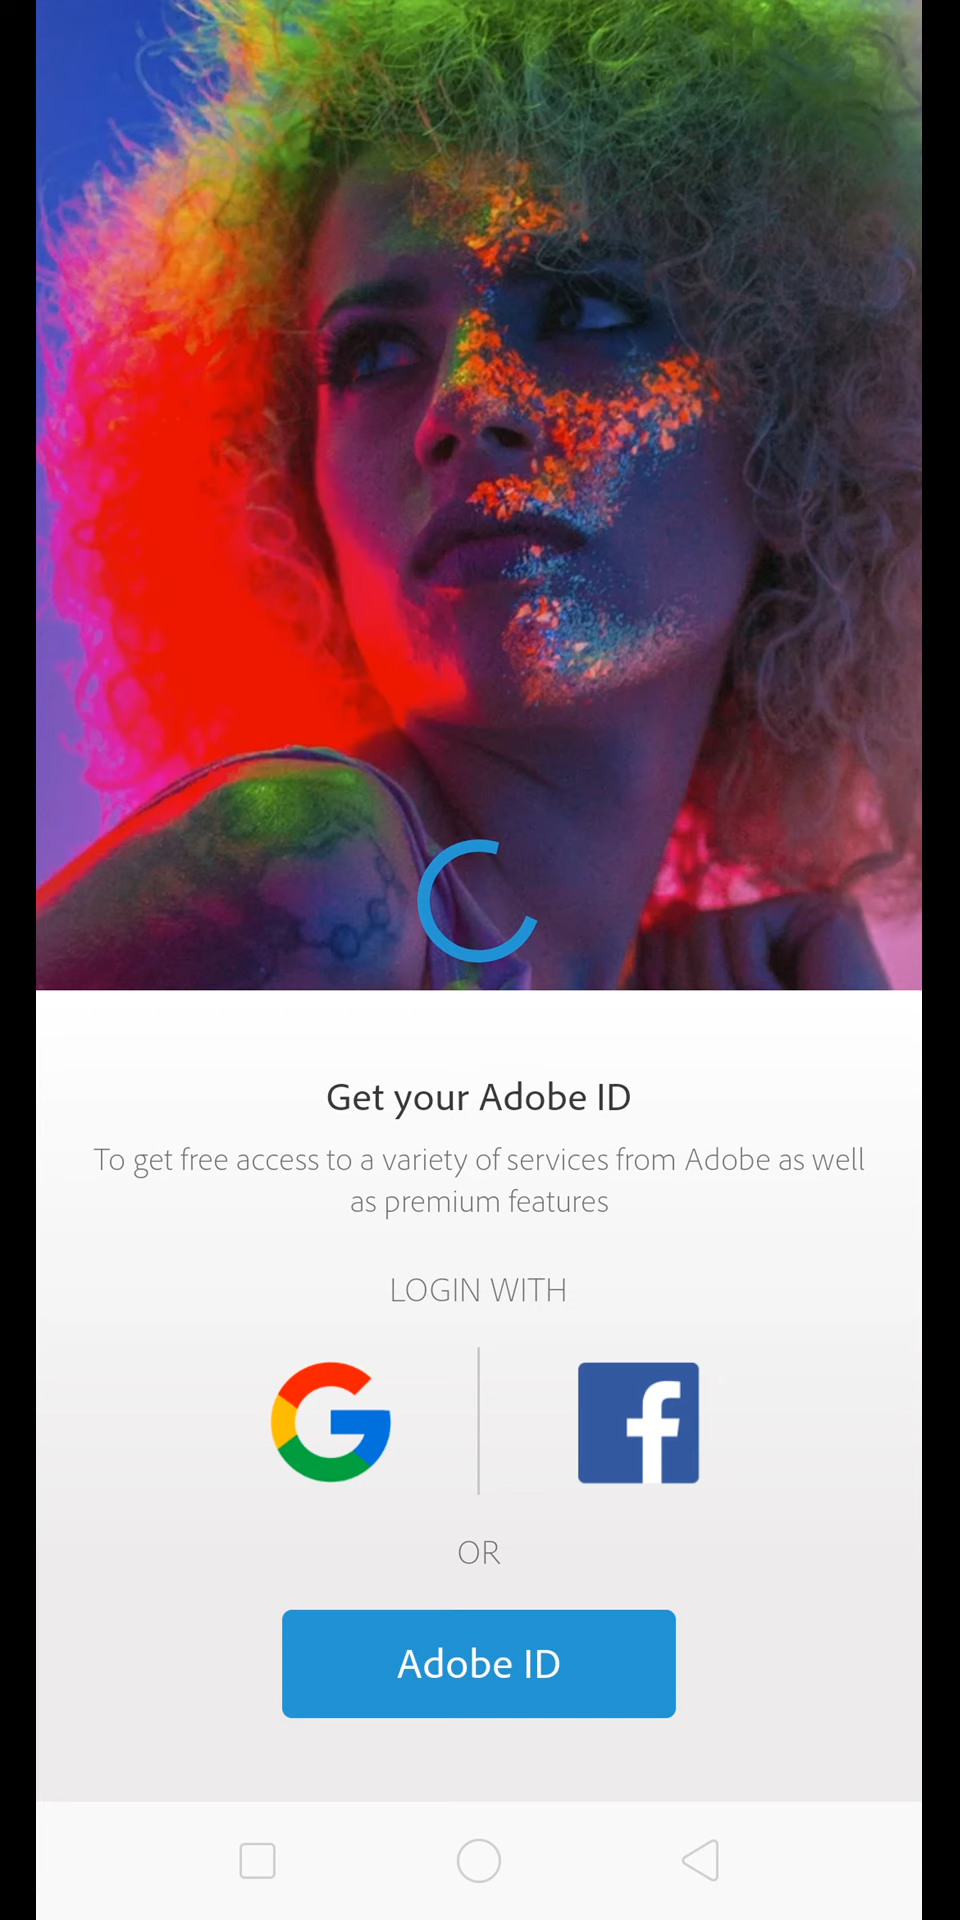 Get your Adobe ID
To get free access to a variety of services from Adobe as well
as premium features
LOGIN WITH
OR
Adobe ID